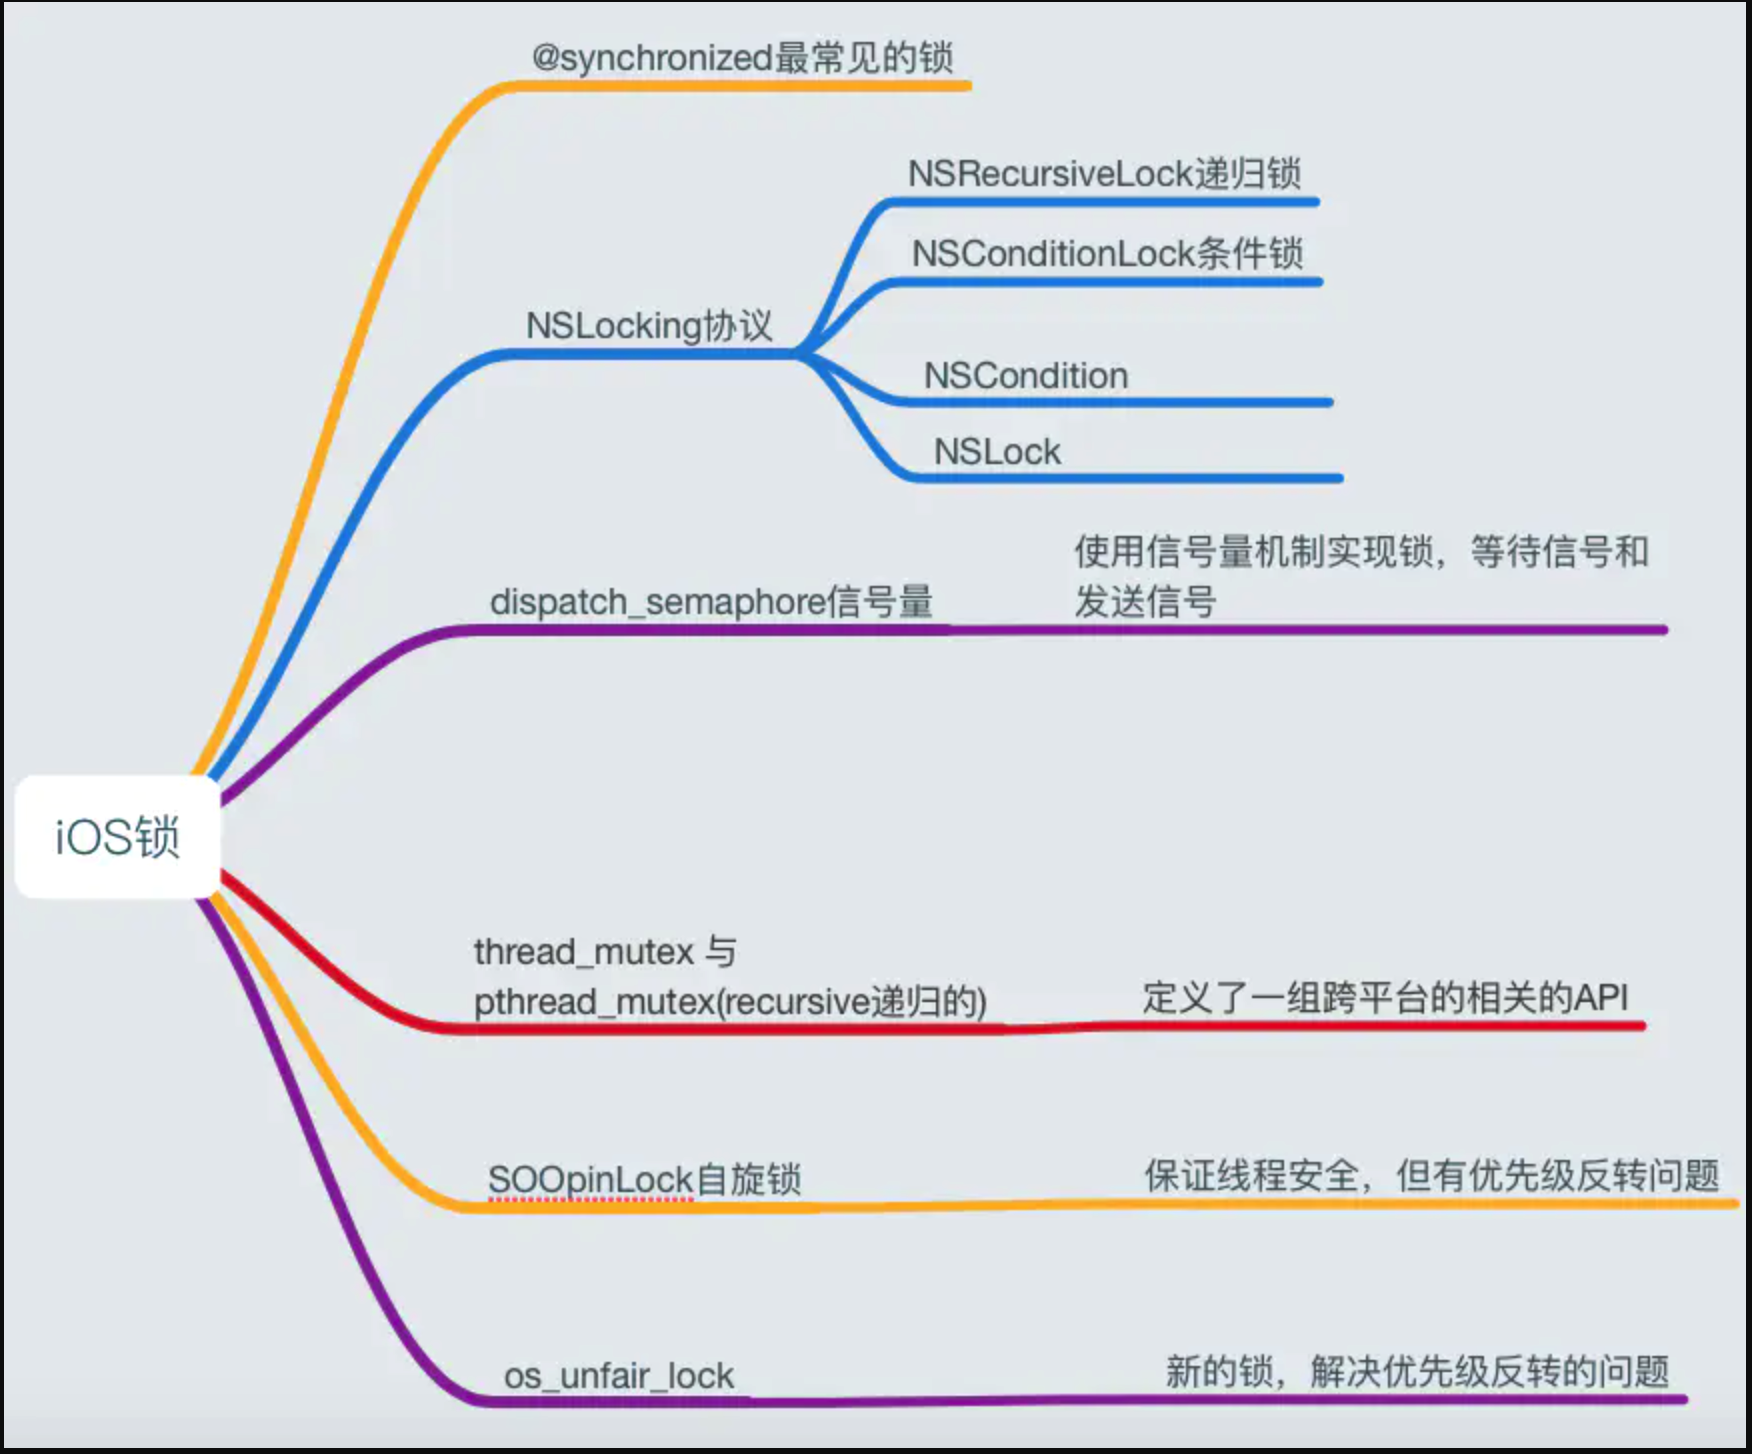 @synchronized最常见的锁
NSRecursiveLock递归锁
NSConditionLock条件锁
NSLocking协议
NSCondition
NSLock
使用信号量机制实现锁，等待信号和
发送信号
dispatch_semaphore信号量
iOS锁
thread_mutex 与
pthread_mutex(recursive递归的)
定义了一组跨平台的相关的API
SOOpinLock自旋锁
保证线程安全，但有优先级反转问题
os_unfair_lock
新的锁，解决优先级反转的问题